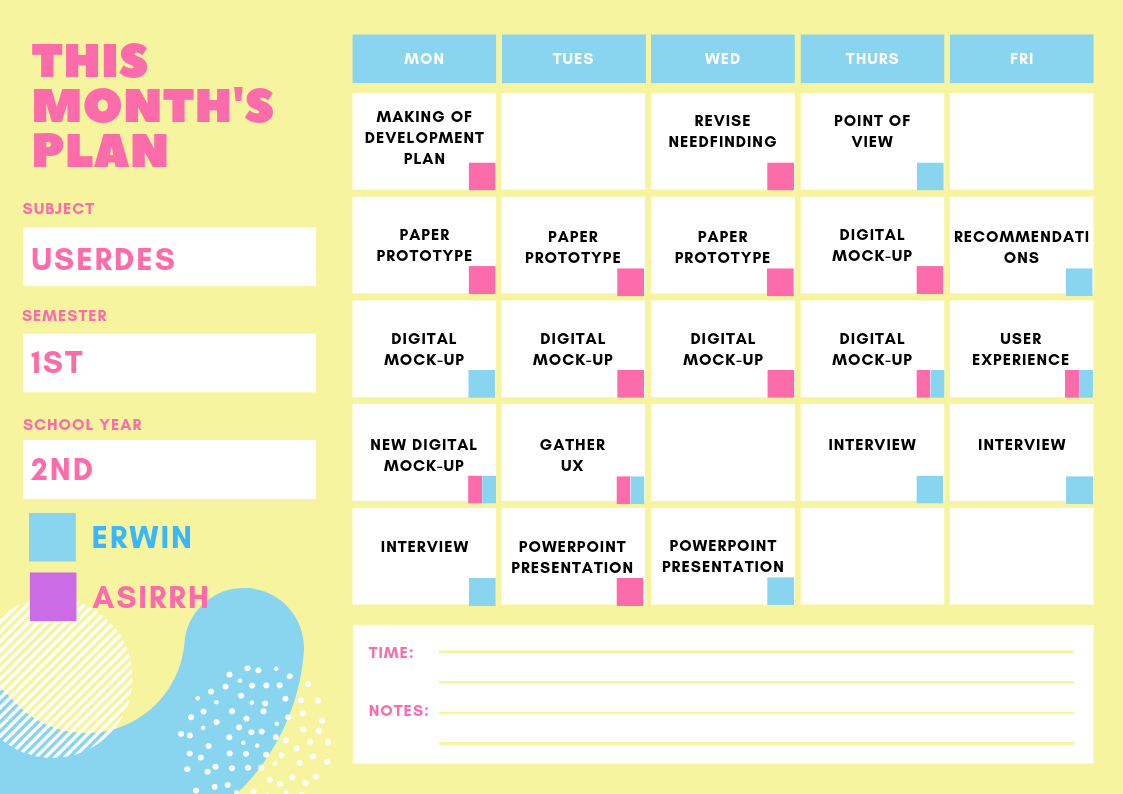 THIS
MONTH'S
PLAN
SUBJECT
USERDES
SEMESTER
1ST
SCHOOL YEAR
2ND
ERWIN
ASIRRH
MON
TUES
WED
THURS
FRI
MAKING OF
DEVELOPMENT
PLAN
REVISE
NEEDFINDING
POINT OF
VIEW
PAPER
PROTOTYPE
PAPER
PROTOTYPE
PAPER
PROTOTYPE
DIGITAL
MOCK-UP
RECOMMENDATI
ONS
DIGITAL
MOCK-UP
DIGITAL
MOCK-UP
DIGITAL
MOCK-UP
DIGITAL
MOCK-UP
USER
EXPERIENCE
NEW DIGITAL
MOCK-UP
GATHER
UX
INTERVIEW
INTERVIEW
INTERVIEW
POWERPOINT
PRESENTATION
POWERPOINT
PRESENTATION
TIME:
NOTES: